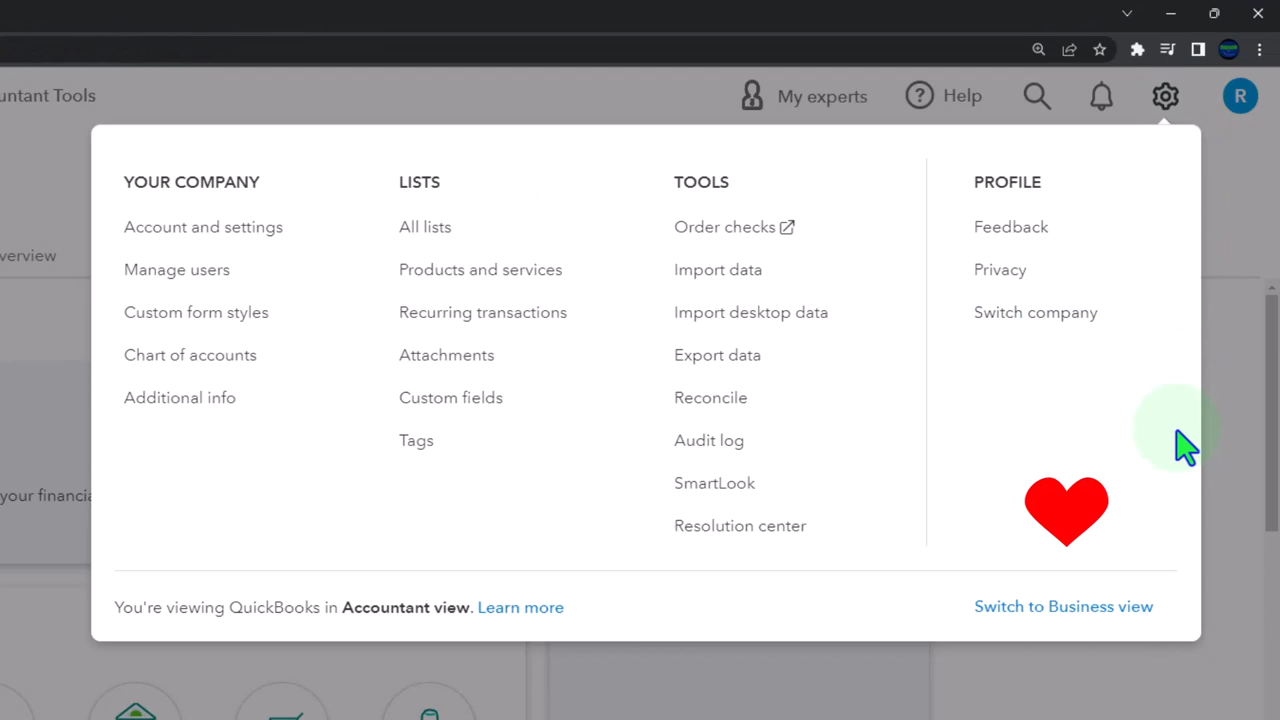 untant Tools
My experts
Help
R
YOUR COMPANY
Account and settings
Manage users
Custom form styles
Chart of accounts
Additional info
LISTS
All lists
Products and services
Recurring transactions
Attachments
Custom fields
Tags
TOOLS
Order checks
Import data
Import desktop data
Export data
Reconcile
Audit log
SmartLook
Resolution center
PROFILE
Feedback
Privacy
Switch company
verview
your financia
You're viewing QuickBooks in Accountant view. Learn more
Switch to Business view